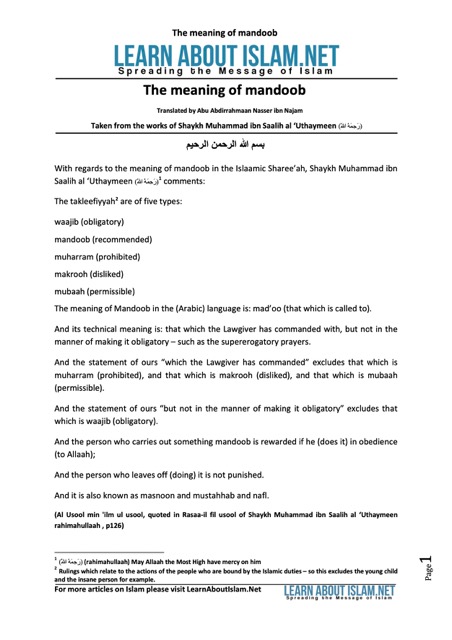 The meaning of mandoob
LEARN ABOUT ISLAM.NET
Spreading the Message of Islam
The meaning of mandoob
Translated by Abu Abdirrahmaan Nasser ibn Najam
Taken from the works of Shaykh Muhammad ibn Saalih al ‘Uthaymeen (رَحِمَهُ اللهُ)
بسم الله الرحمن الرحيم
With regards to the meaning of mandoob in the Islaamic Sharee’ah, Shaykh Muhammad ibn
Saalih al ‘Uthaymeen (رَحِمَهُ اللهُ)¹ comments:
The takleefiyyah² are of five types:
waajib (obligatory)
mandoob (recommended)
muharram (prohibited)
makrooh (disliked)
mubaah (permissible)
The meaning of Mandoob in the (Arabic) language is: mad’oo (that which is called to).
And its technical meaning is: that which the Lawgiver has commanded with, but not in the
manner of making it obligatory – such as the supererogatory prayers.
And the statement of ours “which the Lawgiver has commanded” excludes that which is
muharram (prohibited), and that which is makrooh (disliked), and that which is mubaah
(permissible).
And the statement of ours “but not in the manner of making it obligatory” excludes that
which is waajib (obligatory).
And the person who carries out something mandoob is rewarded if he (does it) in obedience
(to Allaah);
And the person who leaves off (doing) it is not punished.
And it is also known as masnoon and mustahhab and nafl.
(Al Usool min 'ilm ul usool, quoted in Rasaa-il fil usool of Shaykh Muhammad ibn Saalih al ‘Uthaymeen
rahimahullaah , p126)
¹ (رَحِمَهُ اللهُ) (rahimahullah) May Allaah the Most High have mercy on him
² Rulings which relate to the actions of the people who are bound by the Islamic duties – so this excludes the young child
and the insane person for example.
For more articles on Islam please visit LearnAboutIslam.Net
LEARN ABOUT ISLAM.NET
Spreading the Message of Islam
Page 1